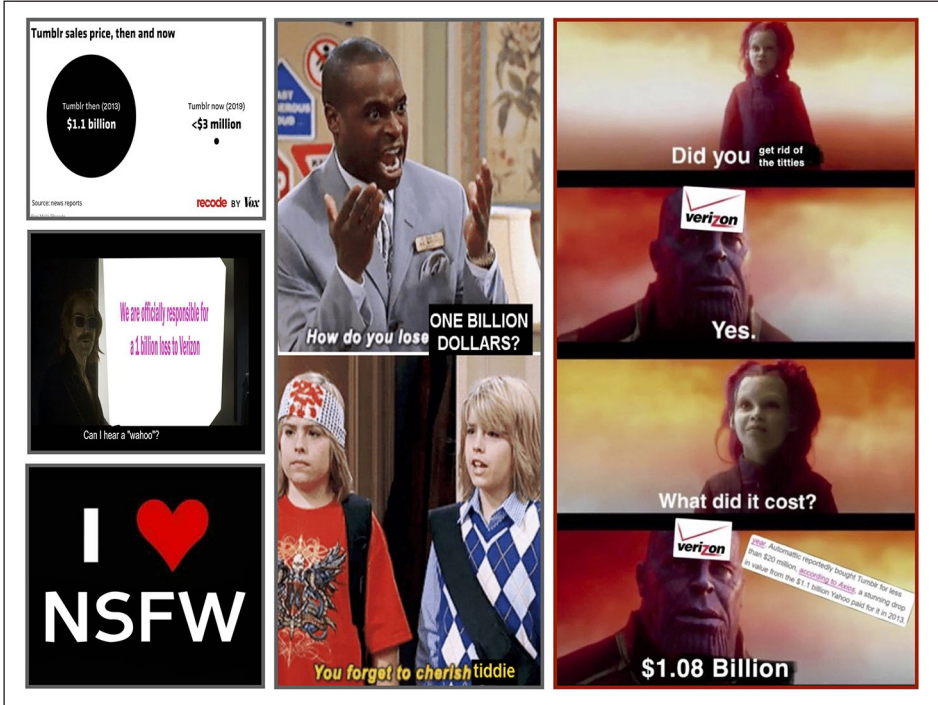 Tumblr sales price, then and now
Tumblr then (2013)
$1.1 billion
Tumblr now (2019)
<$3 million
Source: news reports
recode BY Vox
We are officially responsible for
a 1 billion loss to Verizon
Can I hear a "wahoo"?
I
NSFW
How do you lose ONE BILLION
DOLLARS?
You forget to cherish tiddie
Did you get rid of
the titties
verizon
Yes.
What did it cost?
verizon
year. Automattic reportedly bought Tumblr for less
than $20 million, according to Axios, a stunning drop
in value from the $1.1 billion Yahoo paid for it in 2013.
$1.08 Billion